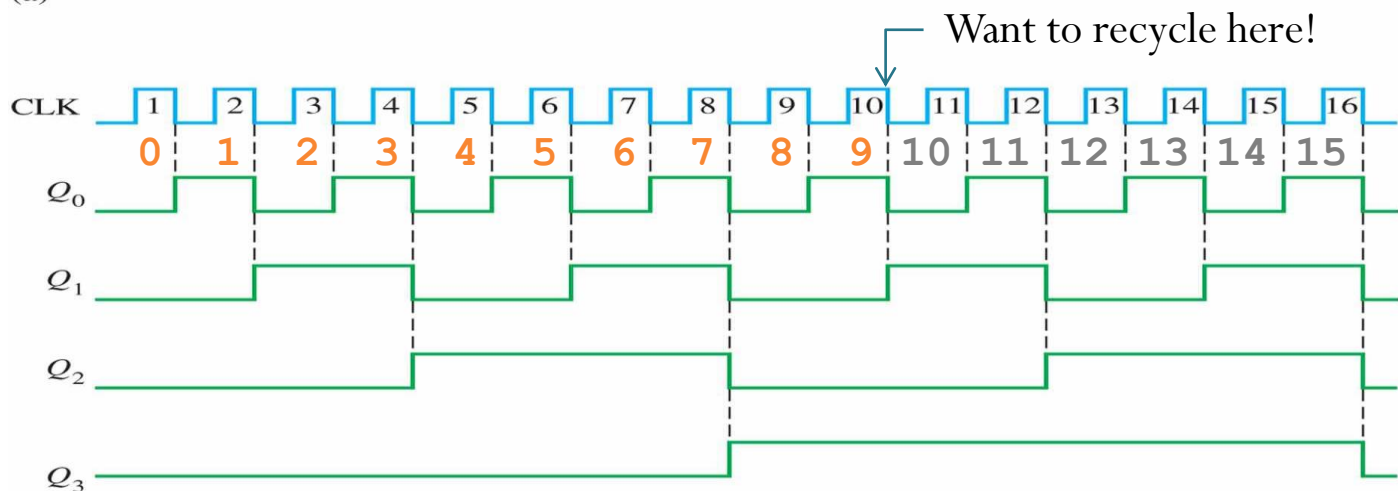 Want to recycle here!
CLK 1 2 3 4 5 6 7 8 9 10 11 12 13 14 15 16
0 1 2 3 4 5 6 7 8 9 10 11 12 13 14 15
Q0
Q1
Q2
Q3